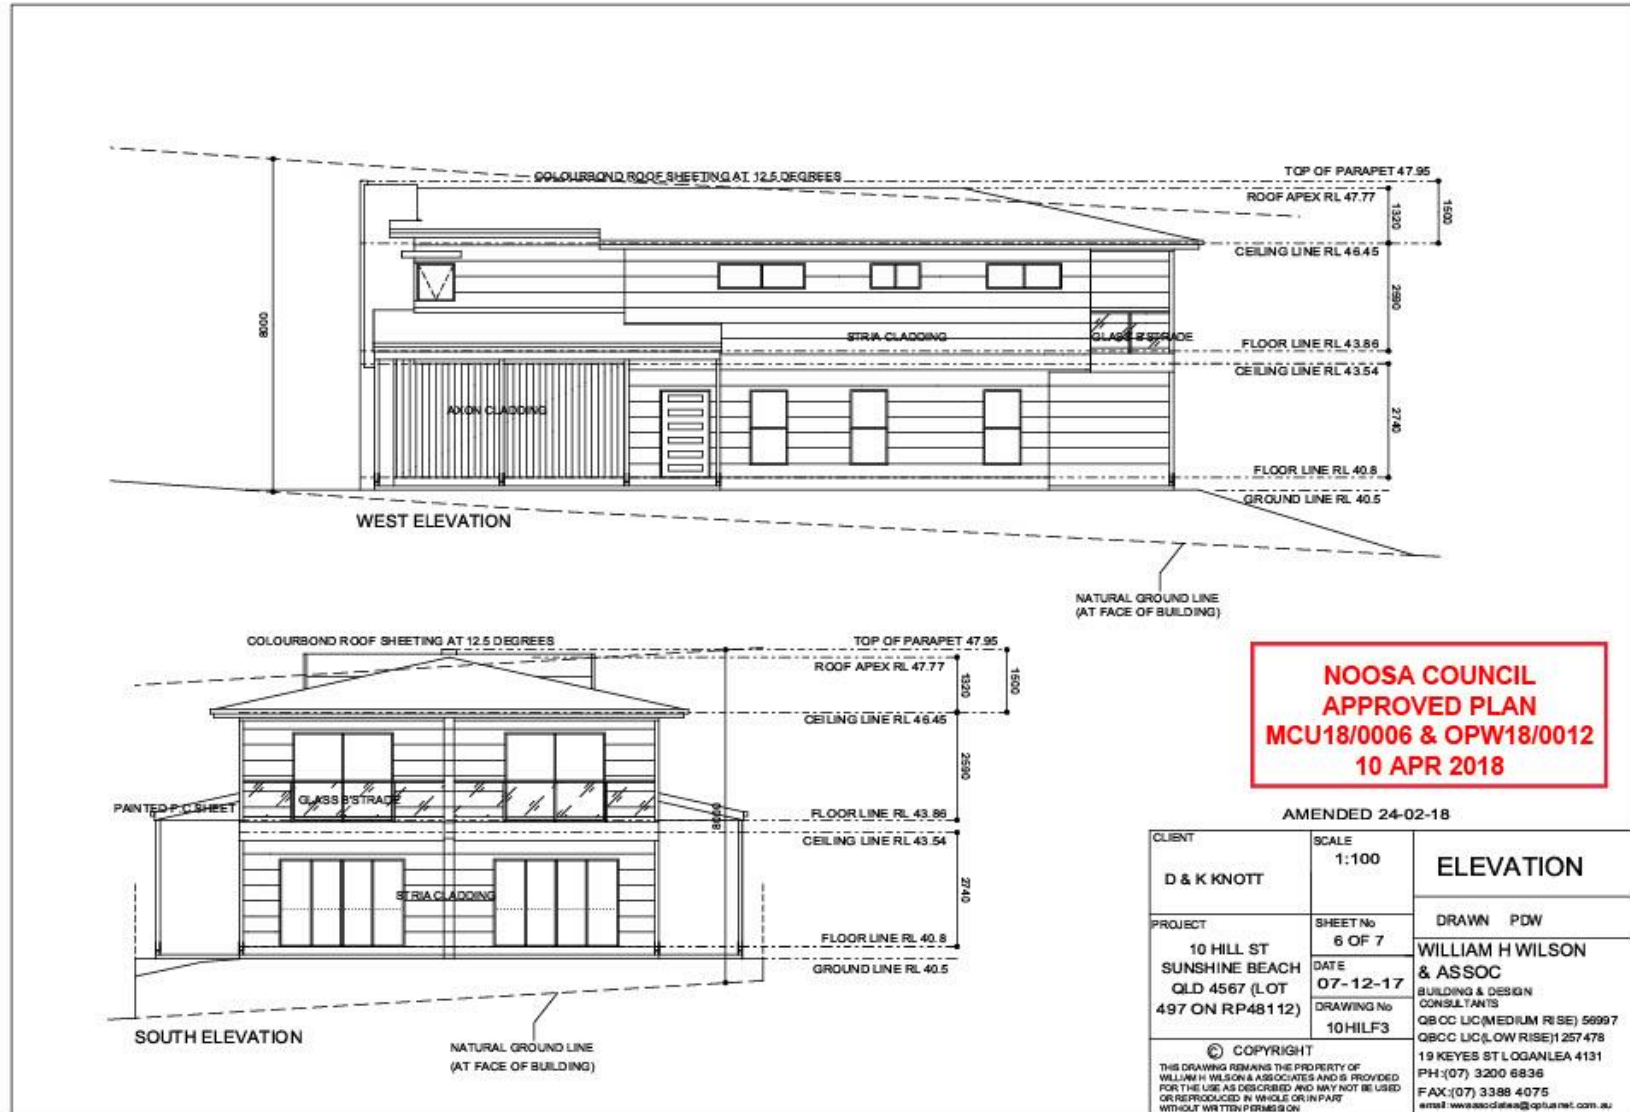 COLOURBOND ROOF SHEETING AT 12.5 DEGREES
TOP OF PARAPET 47.95
ROOF APEX RL 47.77
1320
1500
CEILING LINE RL 46.45
2590
8000
STRIA CLADDING
GLASS B'STRADE
FLOOR LINE RL 43.86
CEILING LINE RL 43.54
AXON CLADDING
2740
FLOOR LINE RL 40.8
GROUND LINE RL 40.5
WEST ELEVATION
NATURAL GROUND LINE
(AT FACE OF BUILDING)
COLOURBOND ROOF SHEETING AT 12.5 DEGREES
TOP OF PARAPET 47.95
ROOF APEX RL 47.77
1320
1500
CEILING LINE RL 46.45
2590
PAINTED F.C SHEET
GLASS B'STRADE
8000
FLOOR LINE RL 43.86
CEILING LINE RL 43.54
STRIA CLADDING
2740
FLOOR LINE RL 40.8
GROUND LINE RL 40.5
SOUTH ELEVATION
NATURAL GROUND LINE
(AT FACE OF BUILDING)
NOOSA COUNCIL
APPROVED PLAN
MCU18/0006 & OPW18/0012
10 APR 2018
AMENDED 24-02-18
CLIENT
D & K KNOTT
SCALE
1:100
ELEVATION
PROJECT
10 HILL ST
SUNSHINE BEACH
QLD 4567 (LOT
497 ON RP48112)
SHEET No
6 OF 7
DATE
07-12-17
DRAWING No
10HILF3
DRAWN PDW
WILLIAM H WILSON
& ASSOC
BUILDING & DESIGN
CONSULTANTS
QBCC LIC(MEDIUM RISE) 56997
QBCC LIC(LOW RISE)1257478
19 KEYES ST LOGANLEA 4131
PH:(07) 3200 6836
FAX:(07) 3388 4075
email:wwassociates@optusnet.com.au
© COPYRIGHT
THIS DRAWING REMAINS THE PROPERTY OF
WILLIAM H WILSON & ASSOCIATES AND IS PROVIDED
FOR THE USE AS DESCRIBED AND MAY NOT BE USED
OR REPRODUCED IN WHOLE OR IN PART
WITHOUT WRITTEN PERMISSION